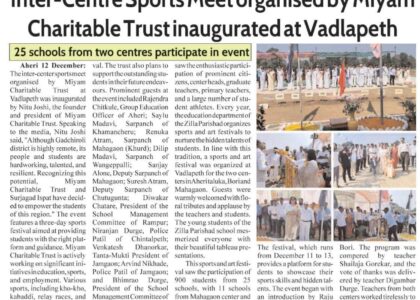 Inter-Centre Sports Meet organised by Miyam
Charitable Trust inaugurated at Vadlapeth
25 schools from two centres participate in event
Aheri 12 December:
The inter-center sports meet
organised by Miyam
Charitable Trust at
Vadlapeth was inaugurated
by Nitu Joshi, the founder
and president of Miyam
Charitable Trust. Speaking
to the media, Nitu Joshi
said, "Although Gadchiroli
district is highly remote, its
people and students are
hardworking, talented, and
resilient. Recognizing this
potential, Miyam
Charitable Trust and
Surjagad Ispat have decided
to empower the students of
this region." The event
features a three-day sports
festival aimed at providing
students with the right plat-
form and guidance. Miyam
Charitable Trust is actively
working on significant ini-
tiatives in education, sports,
and employment. Various
sports, including kho-kho,
kabaddi, relay races, and
val. The trust also plans to
support the outstanding stu-
dents in their future endeav-
ours. Prominent guests at
the event included Rajendra
Chitkule, Group Education
Officer of Aheri; Saylu
Madavi, Sarpanch of
Khamancheru; Renuka
Atram, Sarpanch of
Mahagaon (Khurd); Dilip
Madavi, Sarpanch of
Wangeppalli; Sanjay
Alone, Deputy Sarpanch of
Mahagaon; Suresh Atram,
Deputy Sarpanch of
Chutugunta; Diwakar
Chatare, President of the
School Management
Committee of Rampur;
Niranjan Durge, Police
Patil of Chintalpeth;
Venkatesh Dhanorkar,
Tanta-Mukti President of
Jamgaon; Arvind Nikhade,
Police Patil of Jamgaon;
and Bhimrao Durge,
President of the School
Management Committee of
saw the enthusiastic partici-
pation of prominent citi-
zens, center heads, graduate
teachers, primary teachers,
and a large number of stu-
dent athletes. Every year,
the education department of
the Zilla Parishad organizes
sports and art festivals to
nurture the hidden talents of
students. In line with this
tradition, a sports and art
festival was organized at
Vadlapeth for the two cen-
ters in Aheri taluka, Bori and
Mahagaon. Guests were
warmly welcomed with flo-
ral tributes and applause by
the teachers and students.
The young students of the
Zilla Parishad school mes-
merized everyone with
their beautiful tableau pre-
sentations.
This sports and art festi-
val saw the participation of
900 students from 25
schools, with 11 schools
from Mahagaon center and
The festival, which runs
from December 11 to 13,
provides a platform for
students to showcase their
sports skills and hidden tal-
ents. The event began with
an introduction by Raju
Bori. The program was
compered by teacher
Shailaja Gorekar, and the
vote of thanks was deliv-
ered by teacher Digambar
Durge. Teachers from